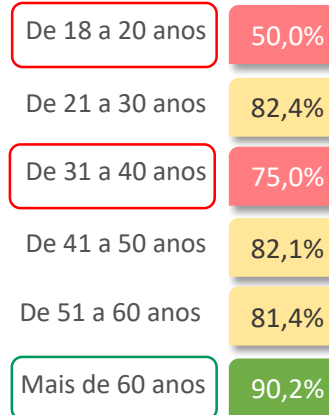 De 18 a 20 anos 50,0%
De 21 a 30 anos 82,4%
De 31 a 40 anos 75,0%
De 41 a 50 anos 82,1%
De 51 a 60 anos 81,4%
Mais de 60 anos 90,2%